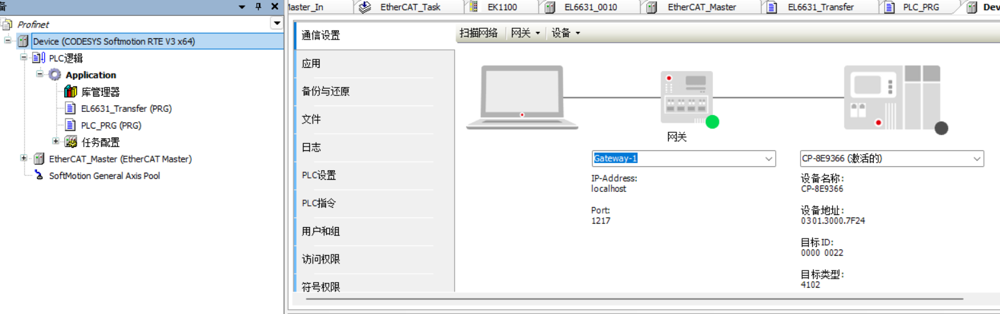 备
Master_In
EtherCAT_Task
EK1100
EL6631_0010
EtherCAT_Master
EL6631_Transfer
PLC_PRG
Dev
Profinet
Device (CODESYS Softmotion RTE V3 x64)
PLC逻辑
Application
库管理器
EL6631_Transfer (PRG)
PLC_PRG (PRG)
任务配置
EtherCAT_Master (EtherCAT Master)
SoftMotion General Axis Pool
通信设置
应用
备份与还原
文件
日志
PLC设置
PLC指令
用户和组
访问权限
符号权限
扫描网络
网关
设备
网关
Gateway-1
IP-Address:
localhost
Port:
1217
CP-8E9366 (激活的)
设备名称:
CP-8E9366
设备地址:
0301.3000.7F24
目标ID:
0000 0022
目标类型:
4102